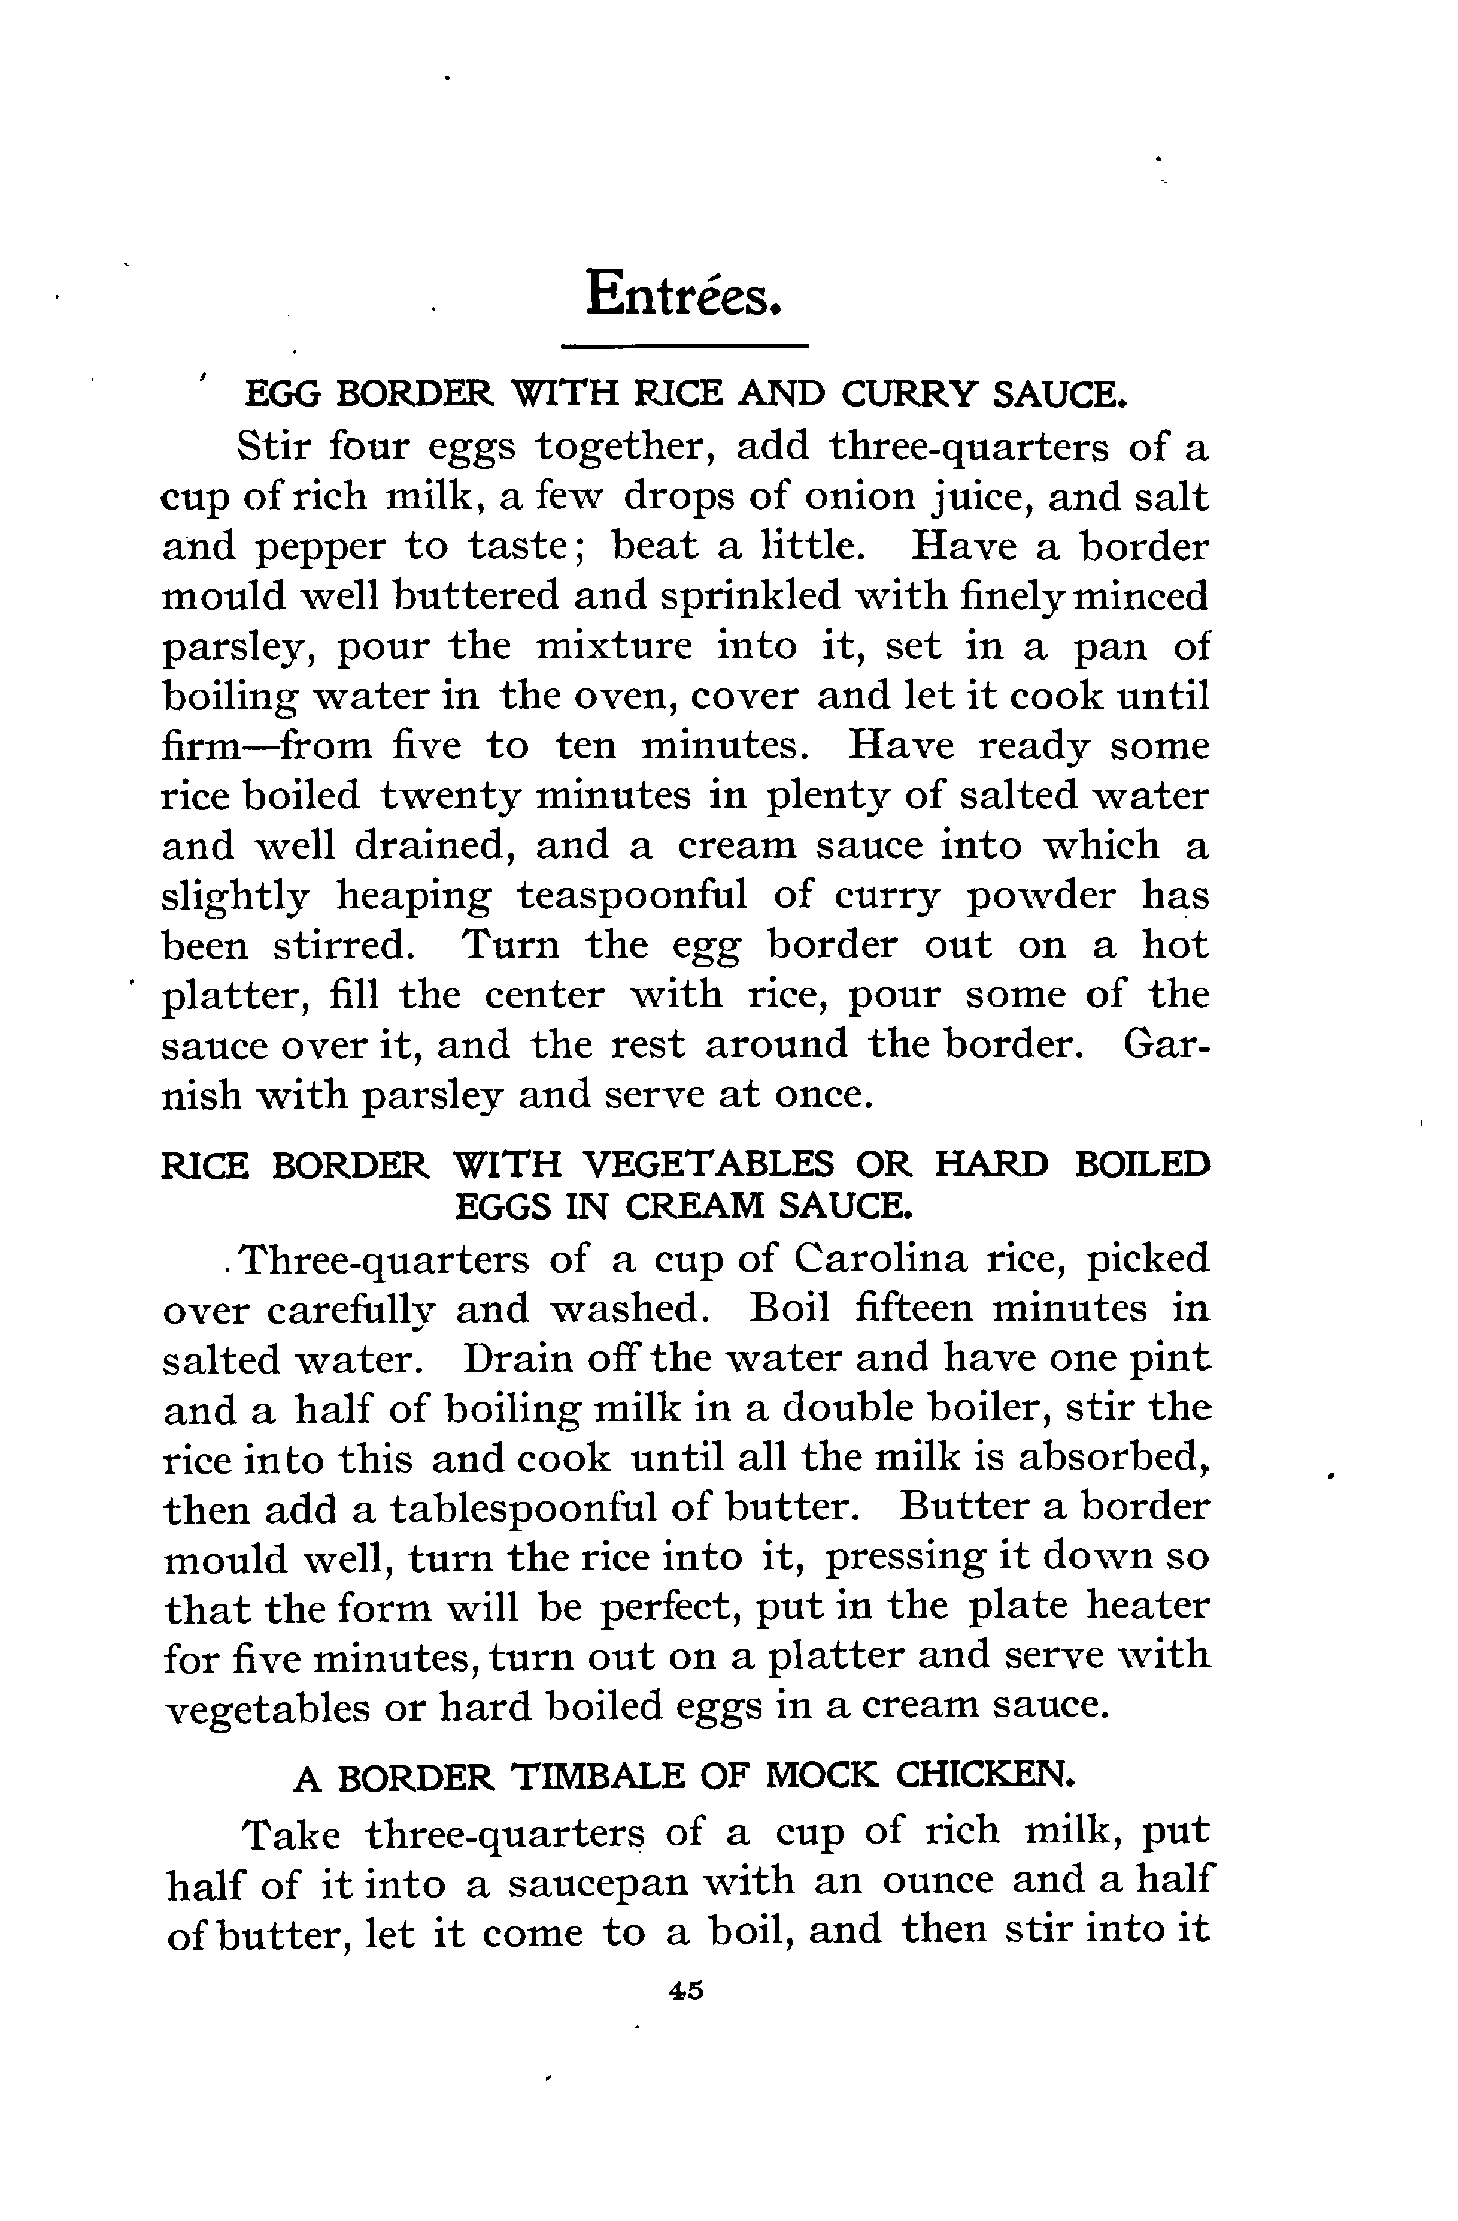 Entrées.
EGG BORDER WITH RICE AND CURRY SAUCE.
Stir four eggs together, add three-quarters of a
cup of rich milk, a few drops of onion juice, and salt
and pepper to taste; beat a little. Have a border
mould well buttered and sprinkled with finely minced
parsley, pour the mixture into it, set in a pan of
boiling water in the oven, cover and let it cook until
firm—from five to ten minutes. Have ready some
rice boiled twenty minutes in plenty of salted water
and well drained, and a cream sauce into which a
slightly heaping teaspoonful of curry powder has
been stirred. Turn the egg border out on a hot
platter, fill the center with rice, pour some of the
sauce over it, and the rest around the border. Gar-
nish with parsley and serve at once.
RICE BORDER WITH VEGETABLES OR HARD BOILED
EGGS IN CREAM SAUCE.
Three-quarters of a cup of Carolina rice, picked
over carefully and washed. Boil fifteen minutes in
salted water. Drain off the water and have one pint
and a half of boiling milk in a double boiler, stir the
rice into this and cook until all the milk is absorbed,
then add a tablespoonful of butter. Butter a border
mould well, turn the rice into it, pressing it down so
that the form will be perfect, put in the plate heater
for five minutes, turn out on a platter and serve with
vegetables or hard boiled eggs in a cream sauce.
A BORDER TIMBALE OF MOCK CHICKEN.
Take three-quarters of a cup of rich milk, put
half of it into a saucepan with an ounce and a half
of butter, let it come to a boil, and then stir into it
45